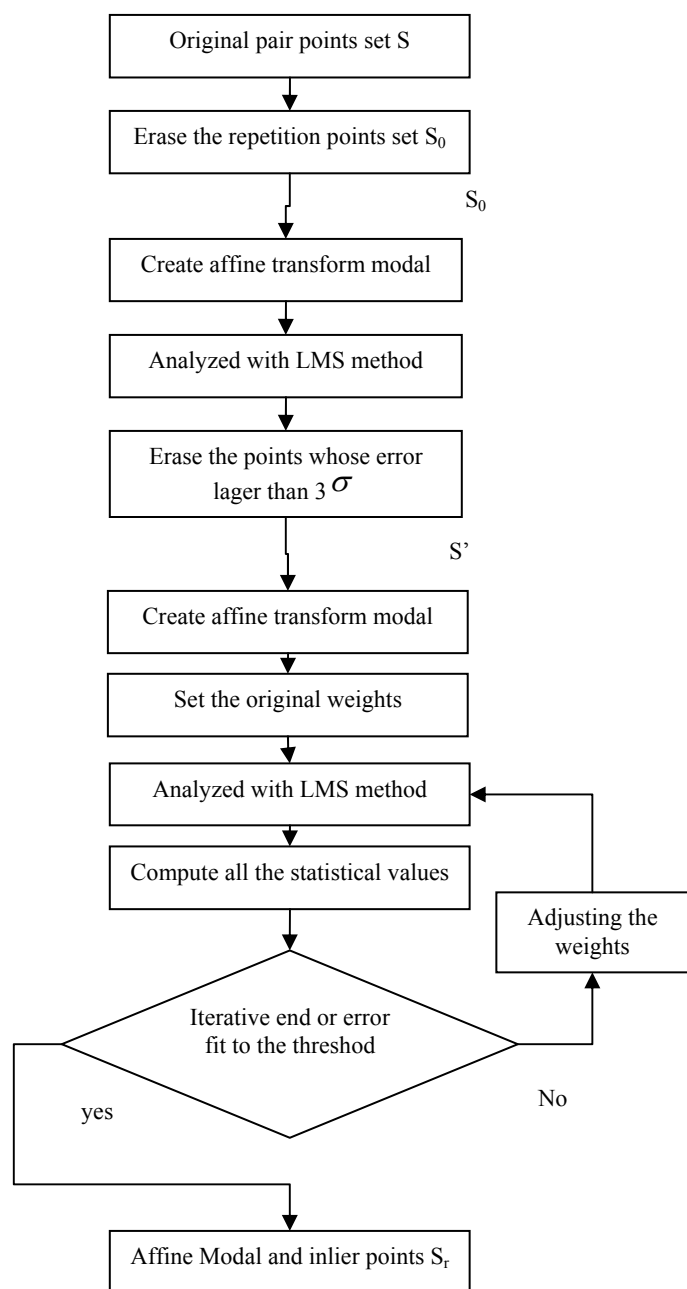 Original pair points set S
Erase the repetition points set S₀
S₀
Create affine transform modal
Analyzed with LMS method
Erase the points whose error
lager than 3 σ
S’
Create affine transform modal
Set the original weights
Analyzed with LMS method
Compute all the statistical values
Adjusting the
weights
Iterative end or error
fit to the threshod
No
yes
Affine Modal and inlier points Sᵣ